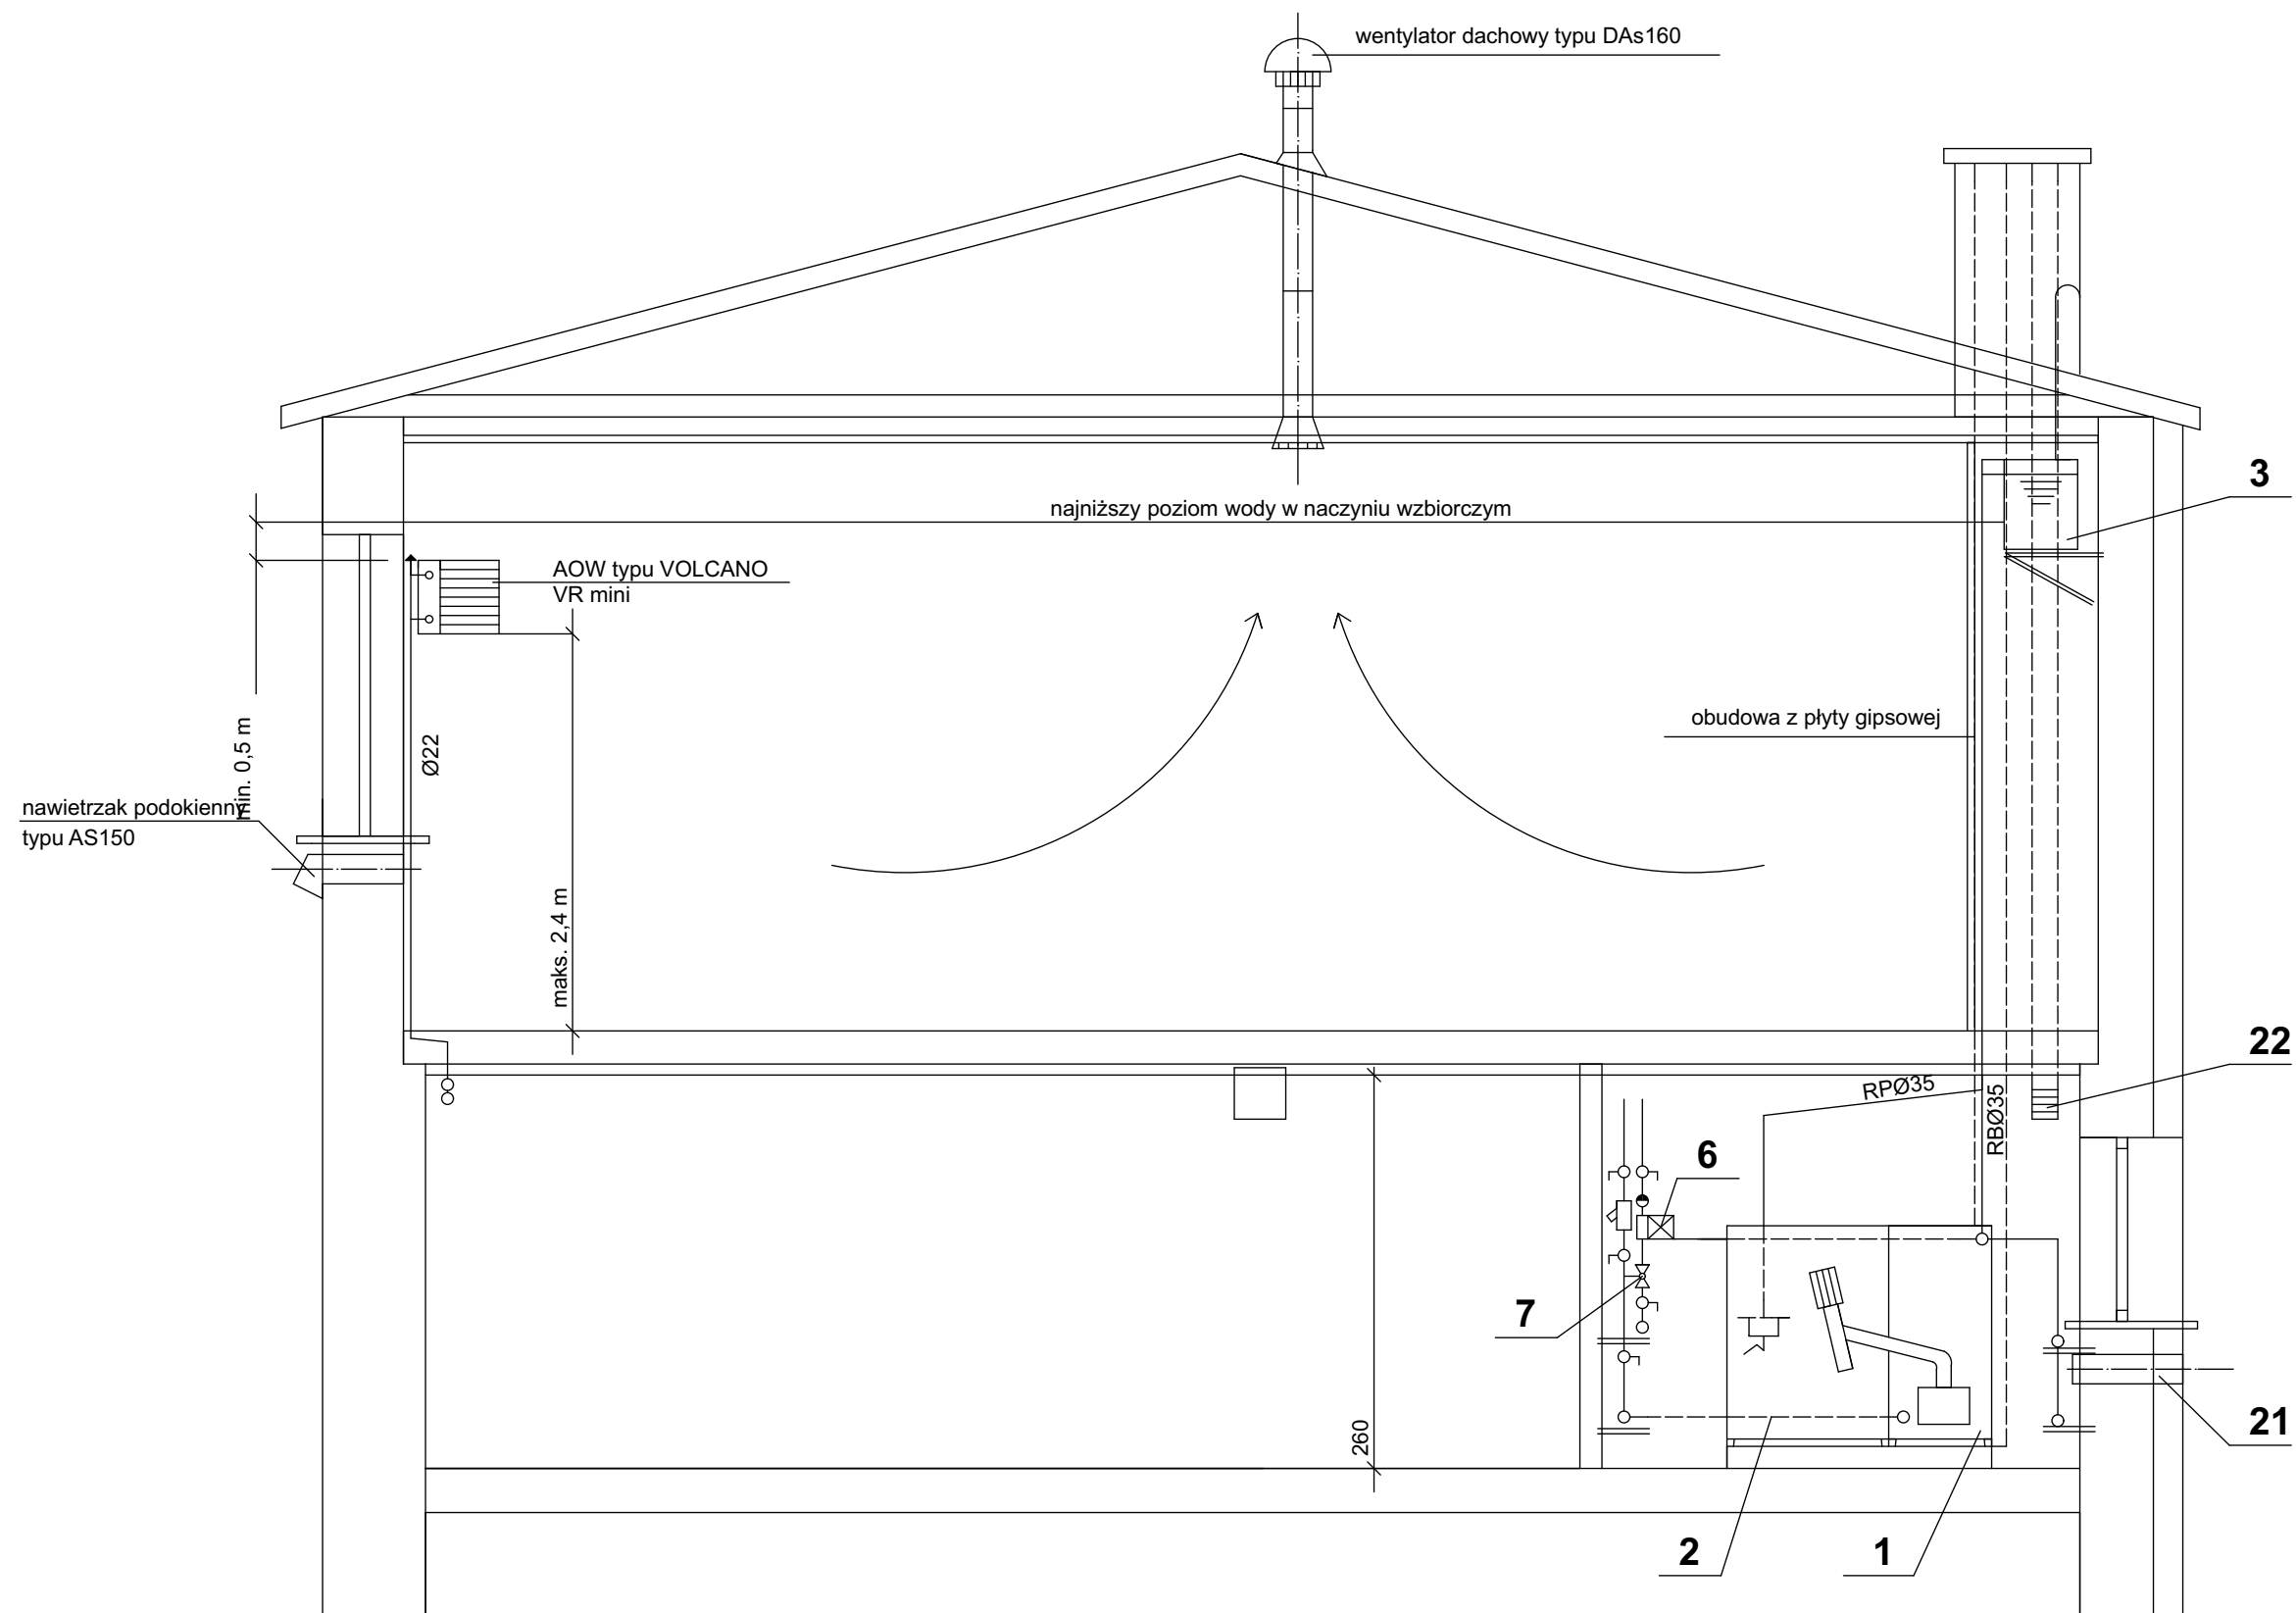 wentylator dachowy typu DAs160
3
najniższy poziom wody w naczyniu wzbiorczym
AOW typu VOLCANO
VR mini
obudowa z płyty gipsowej
Ø22
min. 0,5 m
nawietrzak podokienny
typu AS150
maks. 2,4 m
22
RPØ35
RBØ35
6
7
260
21
2
1